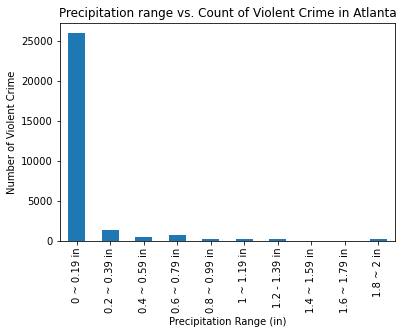 Precipitation range vs. Count of Violent Crime in Atlanta
Number of Violent Crime
25000
20000
15000
10000
5000
0
0 ~ 0.19 in
0.2 ~ 0.39 in
0.4 ~ 0.59 in
0.6 ~ 0.79 in
0.8 ~ 0.99 in
1 ~ 1.19 in
1.2 - 1.39 in
1.4 ~ 1.59 in
1.6 ~ 1.79 in
1.8 ~ 2 in
Precipitation Range (in)